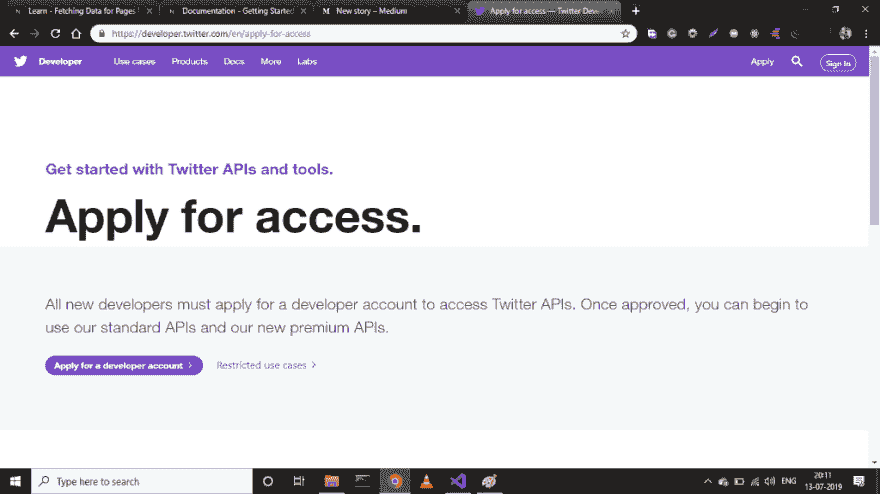 Learn - Fetching Data for Pages
Documentation - Getting Started
New story – Medium
Apply for access — Twitter Deve
https://developer.twitter.com/en/apply-for-access
Developer
Use cases
Products
Docs
More
Labs
Apply
Sign In
Get started with Twitter APIs and tools.
Apply for access.
All new developers must apply for a developer account to access Twitter APIs. Once approved, you can begin to
use our standard APIs and our new premium APIs.
Apply for a developer account
Restricted use cases
Type here to search
ENG
20:11
13-07-2019